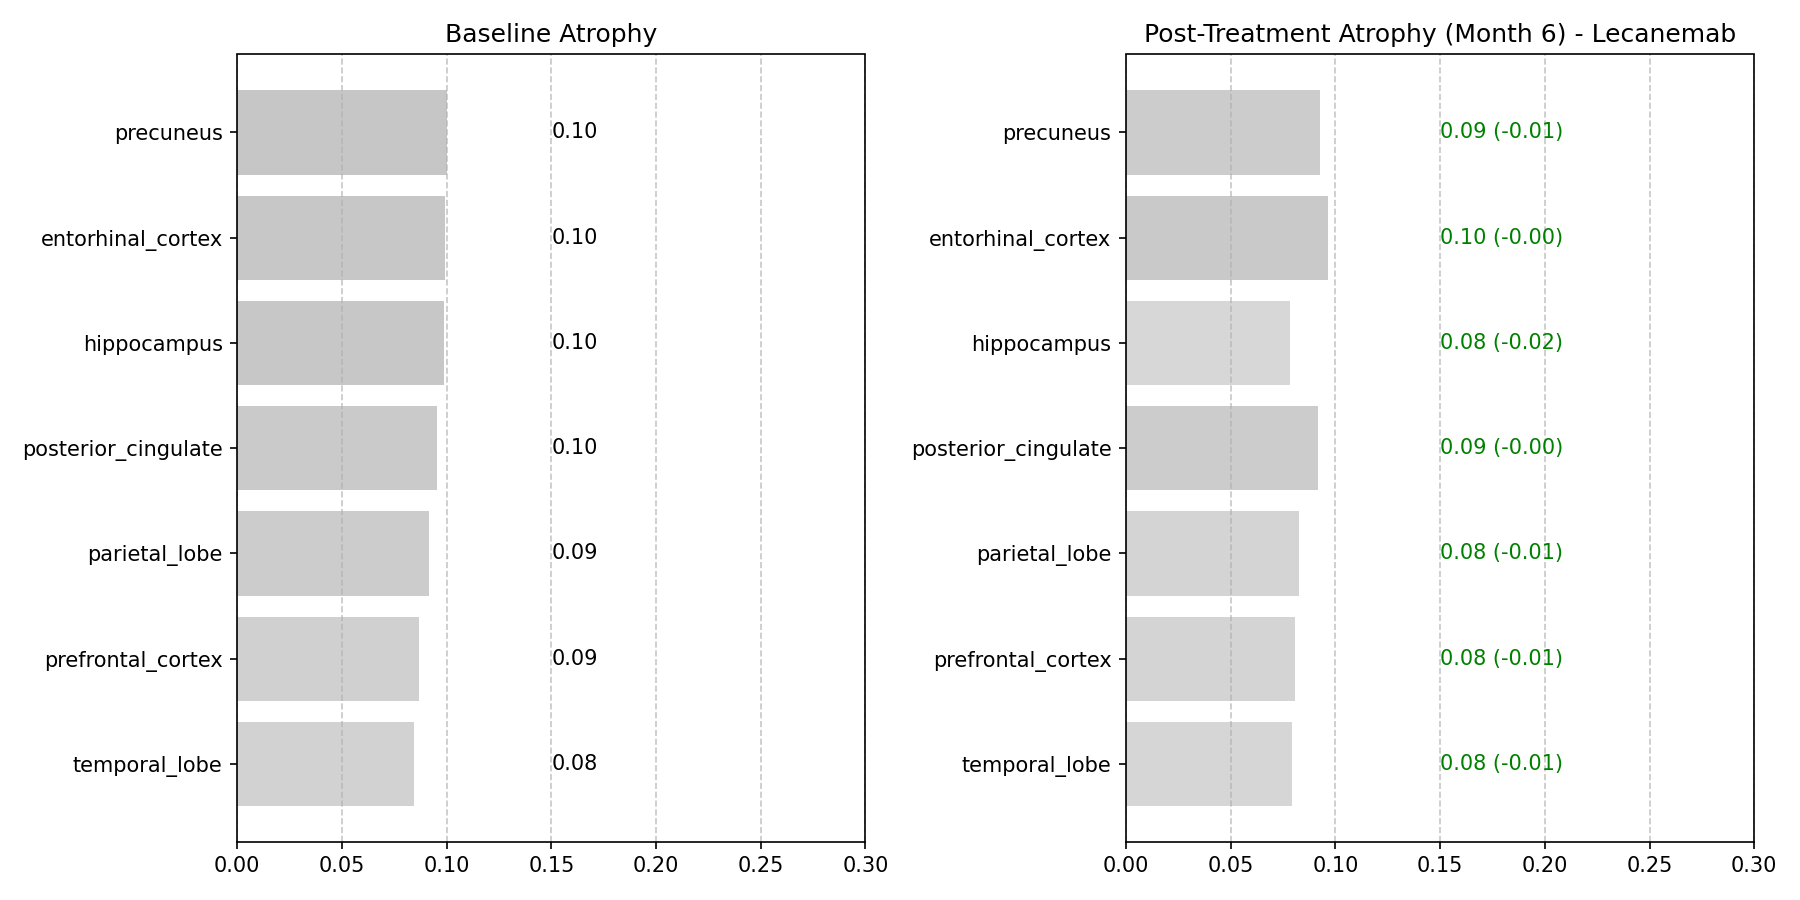 Baseline Atrophy
precuneus
0.10
entorhinal_cortex
0.10
hippocampus
0.10
posterior_cingulate
0.10
parietal_lobe
0.09
prefrontal_cortex
0.09
temporal_lobe
0.08
0.00 0.05 0.10 0.15 0.20 0.25 0.30
Post-Treatment Atrophy (Month 6) - Lecanemab
precuneus
0.09 (-0.01)
entorhinal_cortex
0.10 (-0.00)
hippocampus
0.08 (-0.02)
posterior_cingulate
0.09 (-0.00)
parietal_lobe
0.08 (-0.01)
prefrontal_cortex
0.08 (-0.01)
temporal_lobe
0.08 (-0.01)
0.00 0.05 0.10 0.15 0.20 0.25 0.30